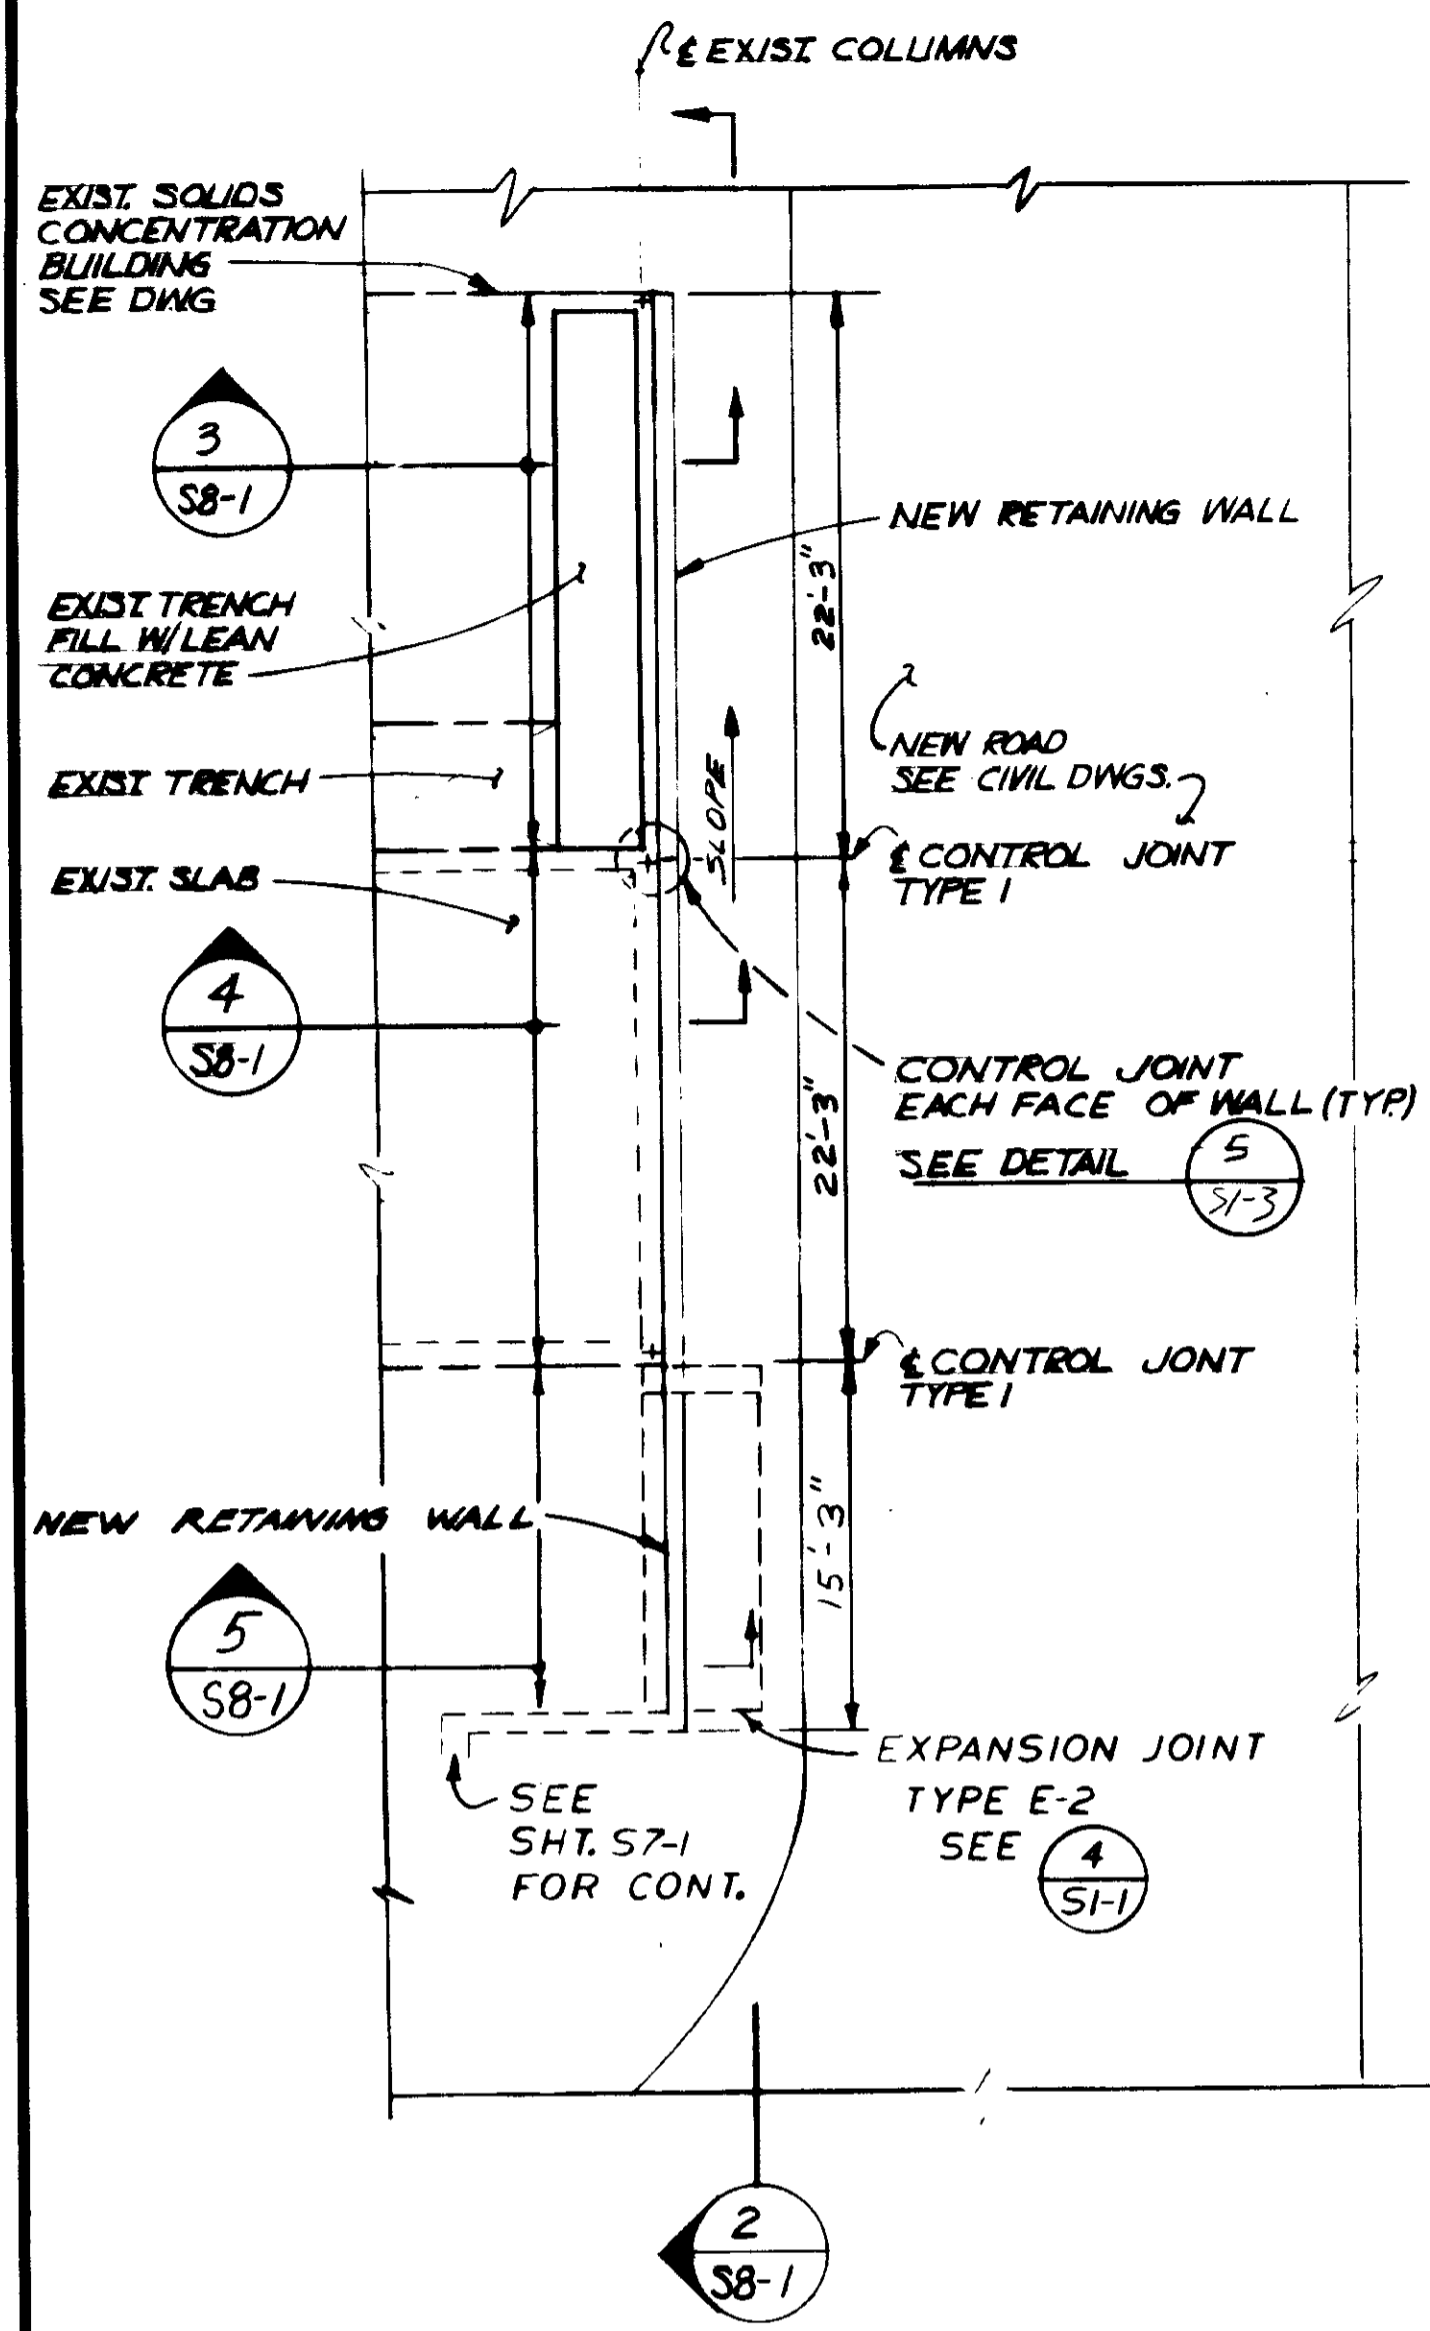 ℄ EXIST. COLUMNS
EXIST. SOLIDS
CONCENTRATION
BUILDING
SEE DWG
3
S8-1
NEW RETAINING WALL
22'-3"
EXIST TRENCH
FILL W/LEAN
CONCRETE
NEW ROAD
SEE CIVIL DWGS.
EXIST TRENCH
SLOPE
℄ CONTROL JOINT
TYPE 1
EXIST. SLAB
4
S8-1
CONTROL JOINT
EACH FACE OF WALL (TYP.)
SEE DETAIL
5
S1-3
22'-3"
℄ CONTROL JONT
TYPE 1
NEW RETAINING WALL
15'-3"
5
S8-1
EXPANSION JOINT
TYPE E-2
SEE
4
S1-1
SEE
SHT. S7-1
FOR CONT.
2
S8-1